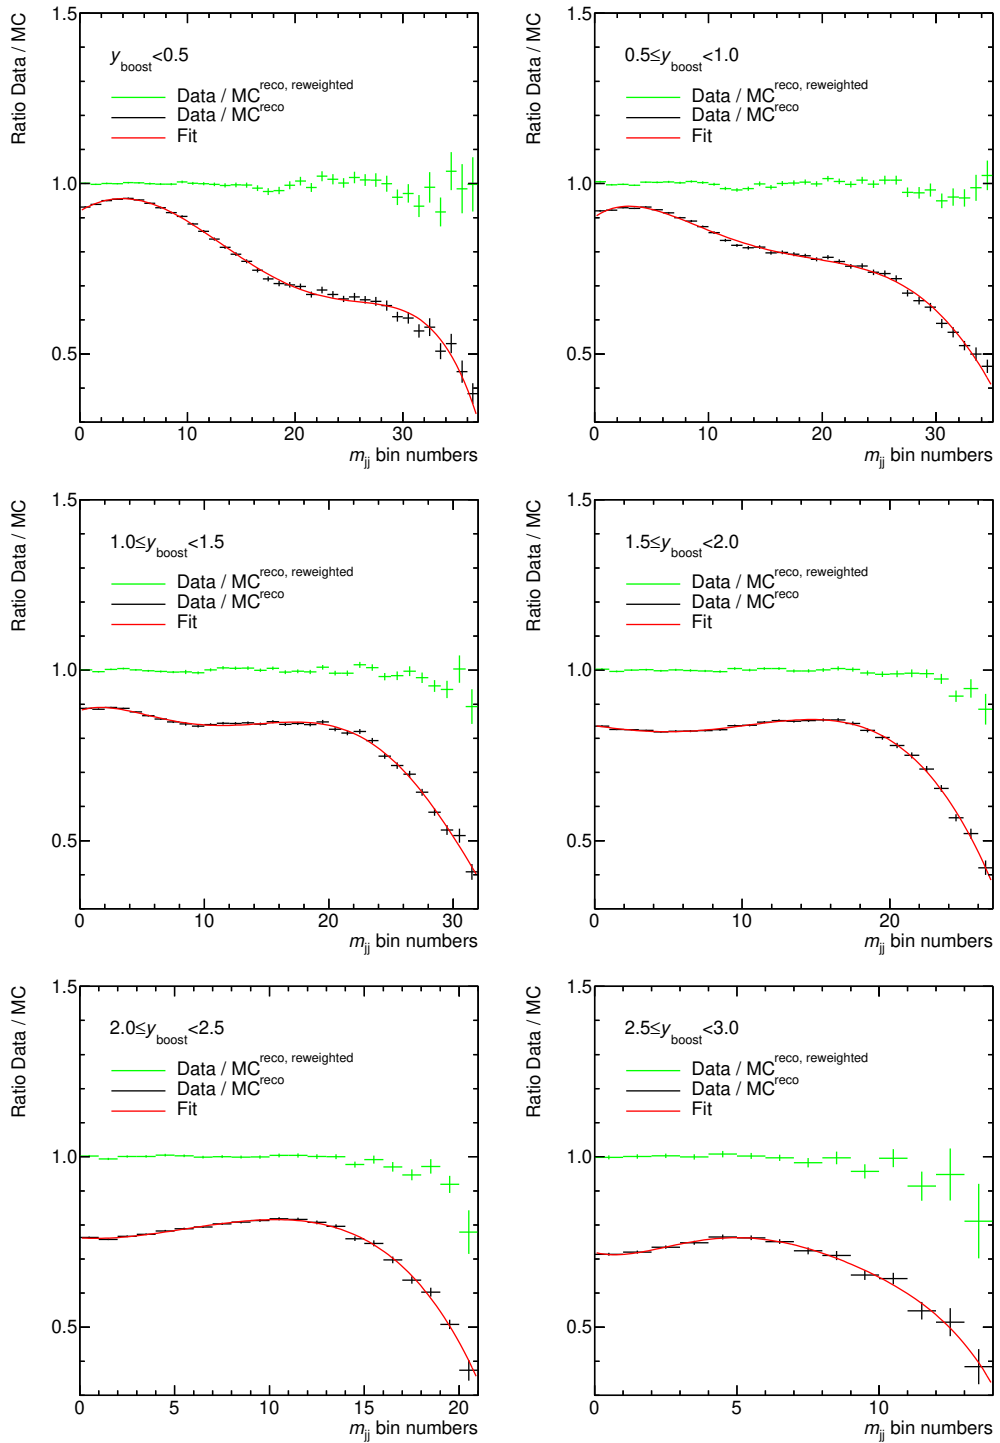 Ratio Data / MC
1.5
1.0
0.5
y_boost<0.5
Data / MC^reco, reweighted
Data / MC^reco
Fit
0 10 20 30
m_jj bin numbers
Ratio Data / MC
1.5
1.0
0.5
0.5≤y_boost<1.0
Data / MC^reco, reweighted
Data / MC^reco
Fit
0 10 20 30
m_jj bin numbers
Ratio Data / MC
1.5
1.0
0.5
1.0≤y_boost<1.5
Data / MC^reco, reweighted
Data / MC^reco
Fit
0 10 20 30
m_jj bin numbers
Ratio Data / MC
1.5
1.0
0.5
1.5≤y_boost<2.0
Data / MC^reco, reweighted
Data / MC^reco
Fit
0 10 20
m_jj bin numbers
Ratio Data / MC
1.5
1.0
0.5
2.0≤y_boost<2.5
Data / MC^reco, reweighted
Data / MC^reco
Fit
0 5 10 15 20
m_jj bin numbers
Ratio Data / MC
1.5
1.0
0.5
2.5≤y_boost<3.0
Data / MC^reco, reweighted
Data / MC^reco
Fit
0 5 10
m_jj bin numbers